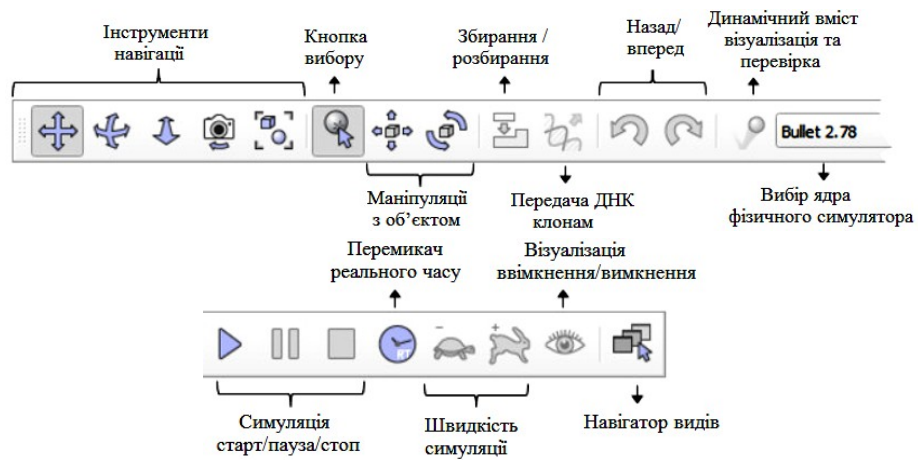 Інструменти
навігації
Кнопка
вибору
Збирання /
розбирання
Назад/
вперед
Динамічний вміст
візуалізація та
перевірка
Bullet 2.78
Маніпуляції
з об’єктом
Передача ДНК
клонам
Вибір ядра
фізичного симулятора
Перемикач
реального часу
Візуалізація
ввімкнення/вимкнення
RT
- +
Симуляція
старт/пауза/стоп
Швидкість
симуляції
Навігатор видів